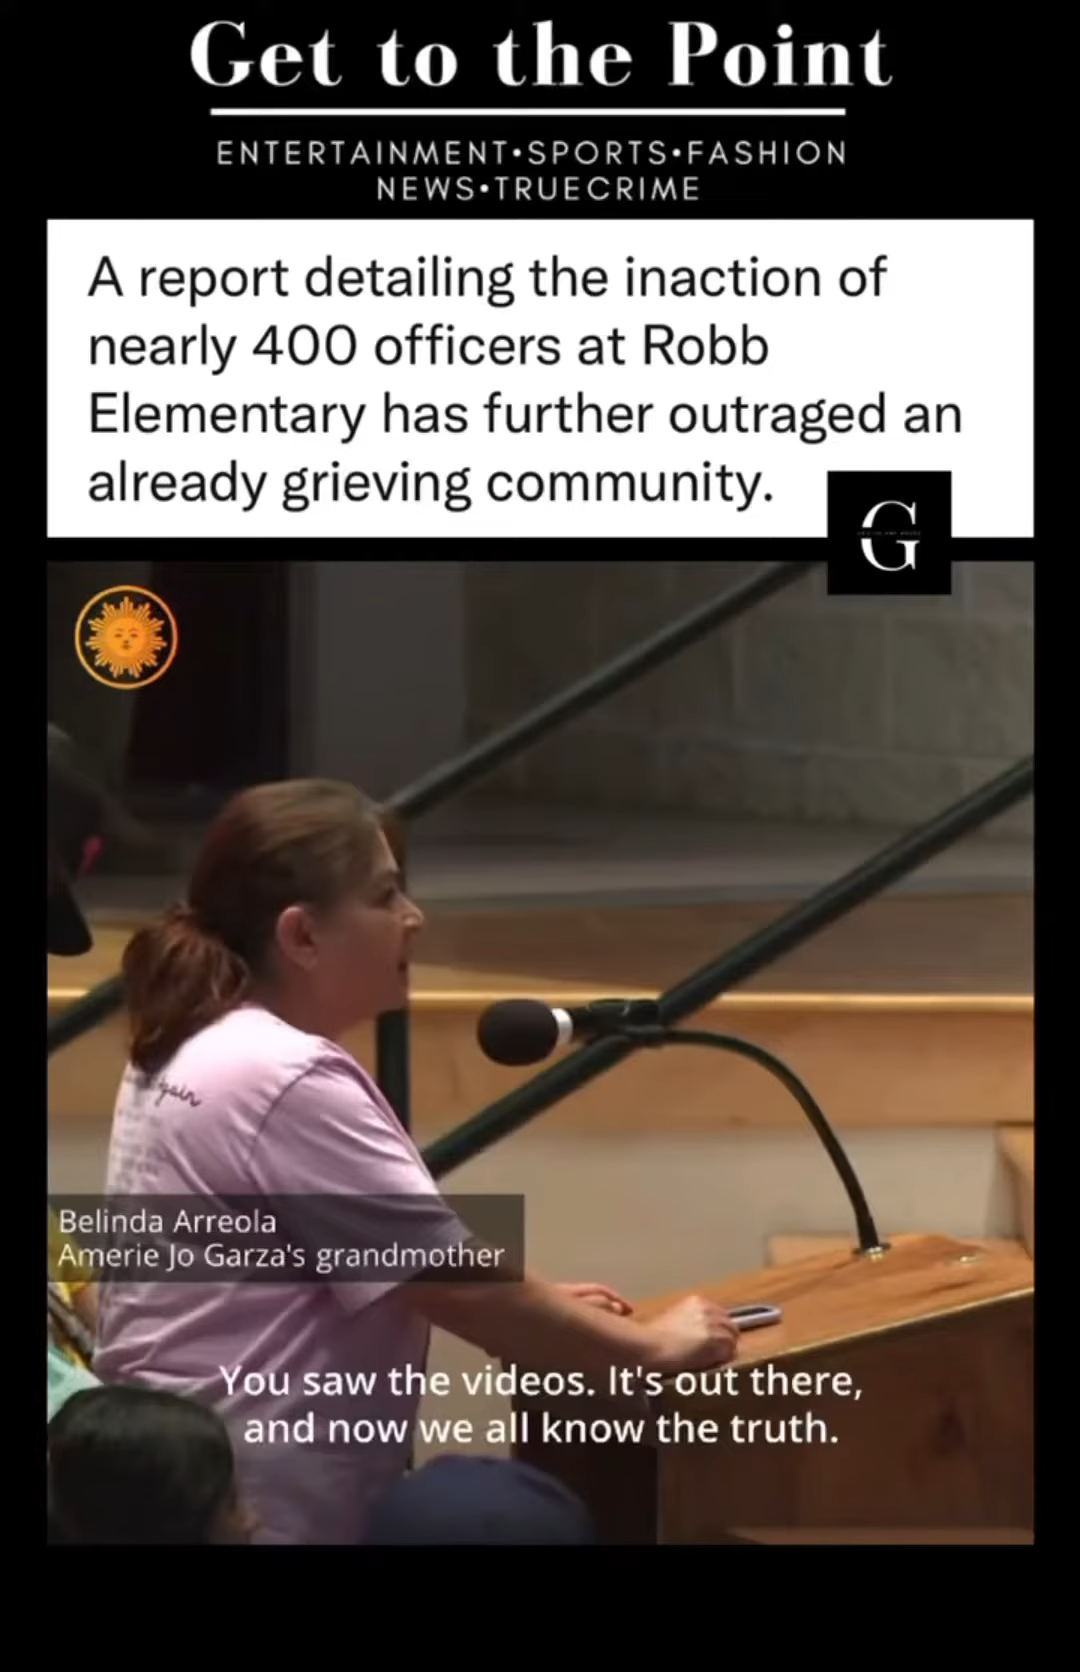 Get to the Point
ENTERTAINMENT•SPORTS•FASHION
NEWS•TRUECRIME
A report detailing the inaction of
nearly 400 officers at Robb
Elementary has further outraged an
already grieving community.
G
Belinda Arreola
Amerie Jo Garza's grandmother
You saw the videos. It's out there,
and now we all know the truth.